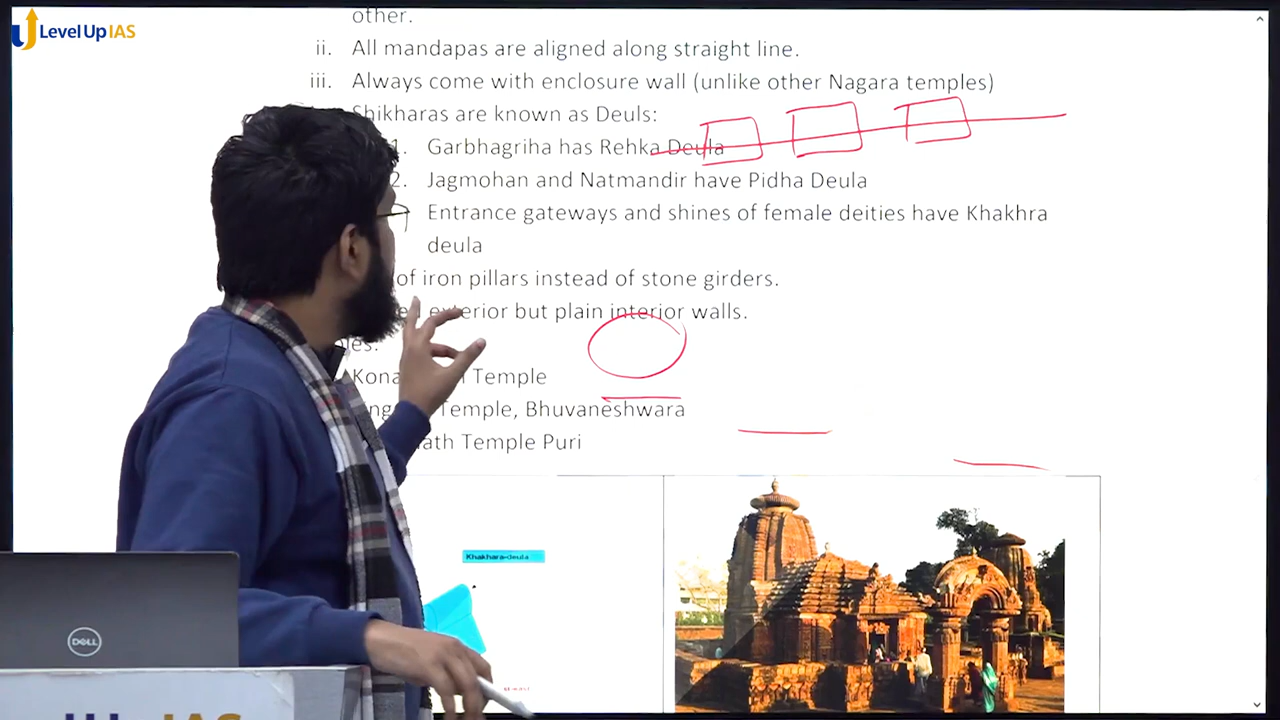 Level Up IAS
other.
ii. All mandapas are aligned along straight line.
iii. Always come with enclosure wall (unlike other Nagara temples)
Shikharas are known as Deuls:
1. Garbhagriha has Rehka Deula
2. Jagmohan and Natmandir have Pidha Deula
Entrance gateways and shines of female deities have Khakhra
deula
of iron pillars instead of stone girders.
exterior but plain interior walls.
Temple
Temple, Bhuvaneshwara
Temple Puri
Khakhara-deula
DELL
IAS